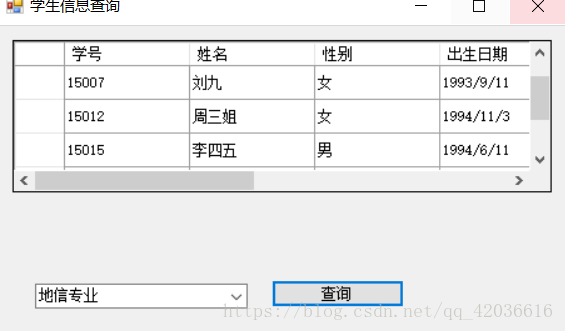 学生信息查询
学号 姓名 性别 出生日期
15007 刘九 女 1993/9/11
15012 周三姐 女 1994/11/3
15015 李四五 男 1994/6/11
地信专业 查询
https://blog.csdn.net/qq_42036616